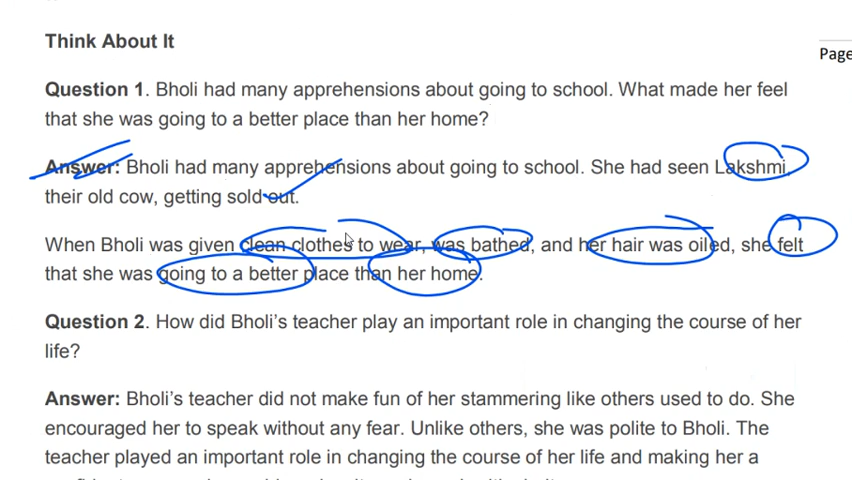 Think About It
Page
Question 1. Bholi had many apprehensions about going to school. What made her feel
that she was going to a better place than her home?
Answer: Bholi had many apprehensions about going to school. She had seen Lakshmi,
their old cow, getting sold out.
When Bholi was given clean clothes to wear, was bathed, and her hair was oiled, she felt
that she was going to a better place than her home.
Question 2. How did Bholi's teacher play an important role in changing the course of her
life?
Answer: Bholi's teacher did not make fun of her stammering like others used to do. She
encouraged her to speak without any fear. Unlike others, she was polite to Bholi. The
teacher played an important role in changing the course of her life and making her a